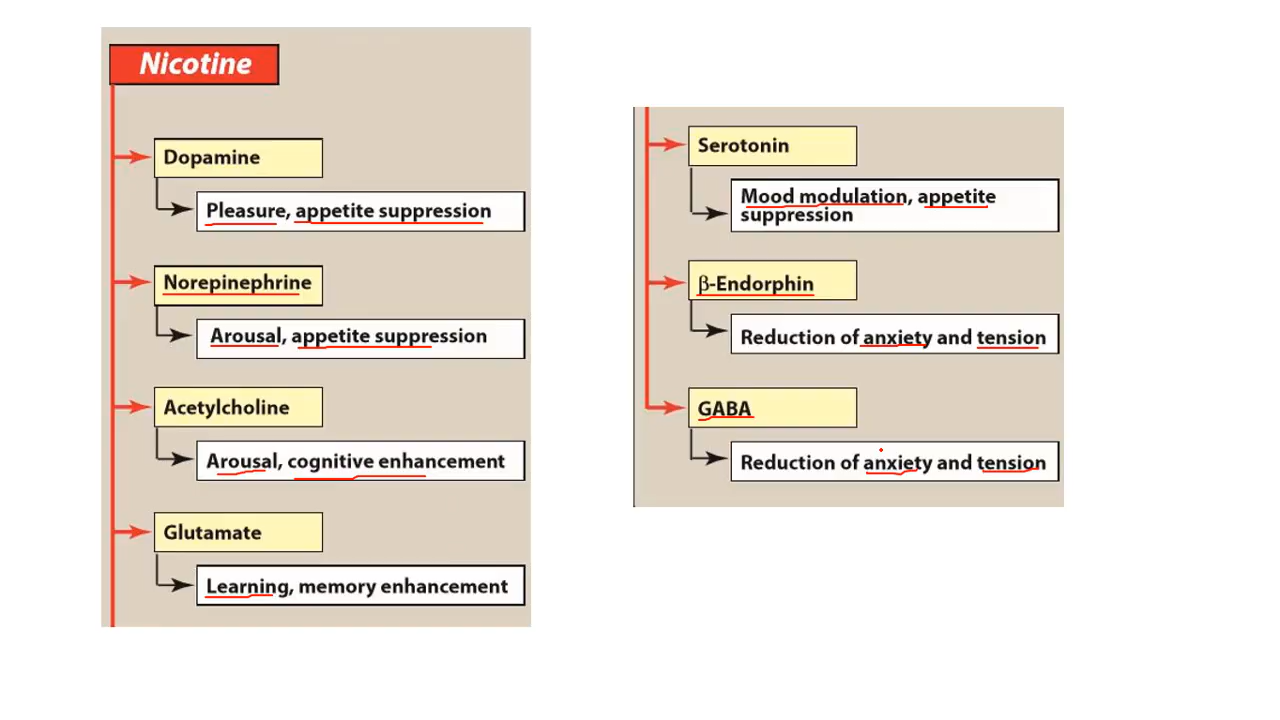 Nicotine
Dopamine
Pleasure, appetite suppression
Norepinephrine
Arousal, appetite suppression
Acetylcholine
Arousal, cognitive enhancement
Glutamate
Learning, memory enhancement
Serotonin
Mood modulation, appetite
suppression
β-Endorphin
Reduction of anxiety and tension
GABA
Reduction of anxiety and tension